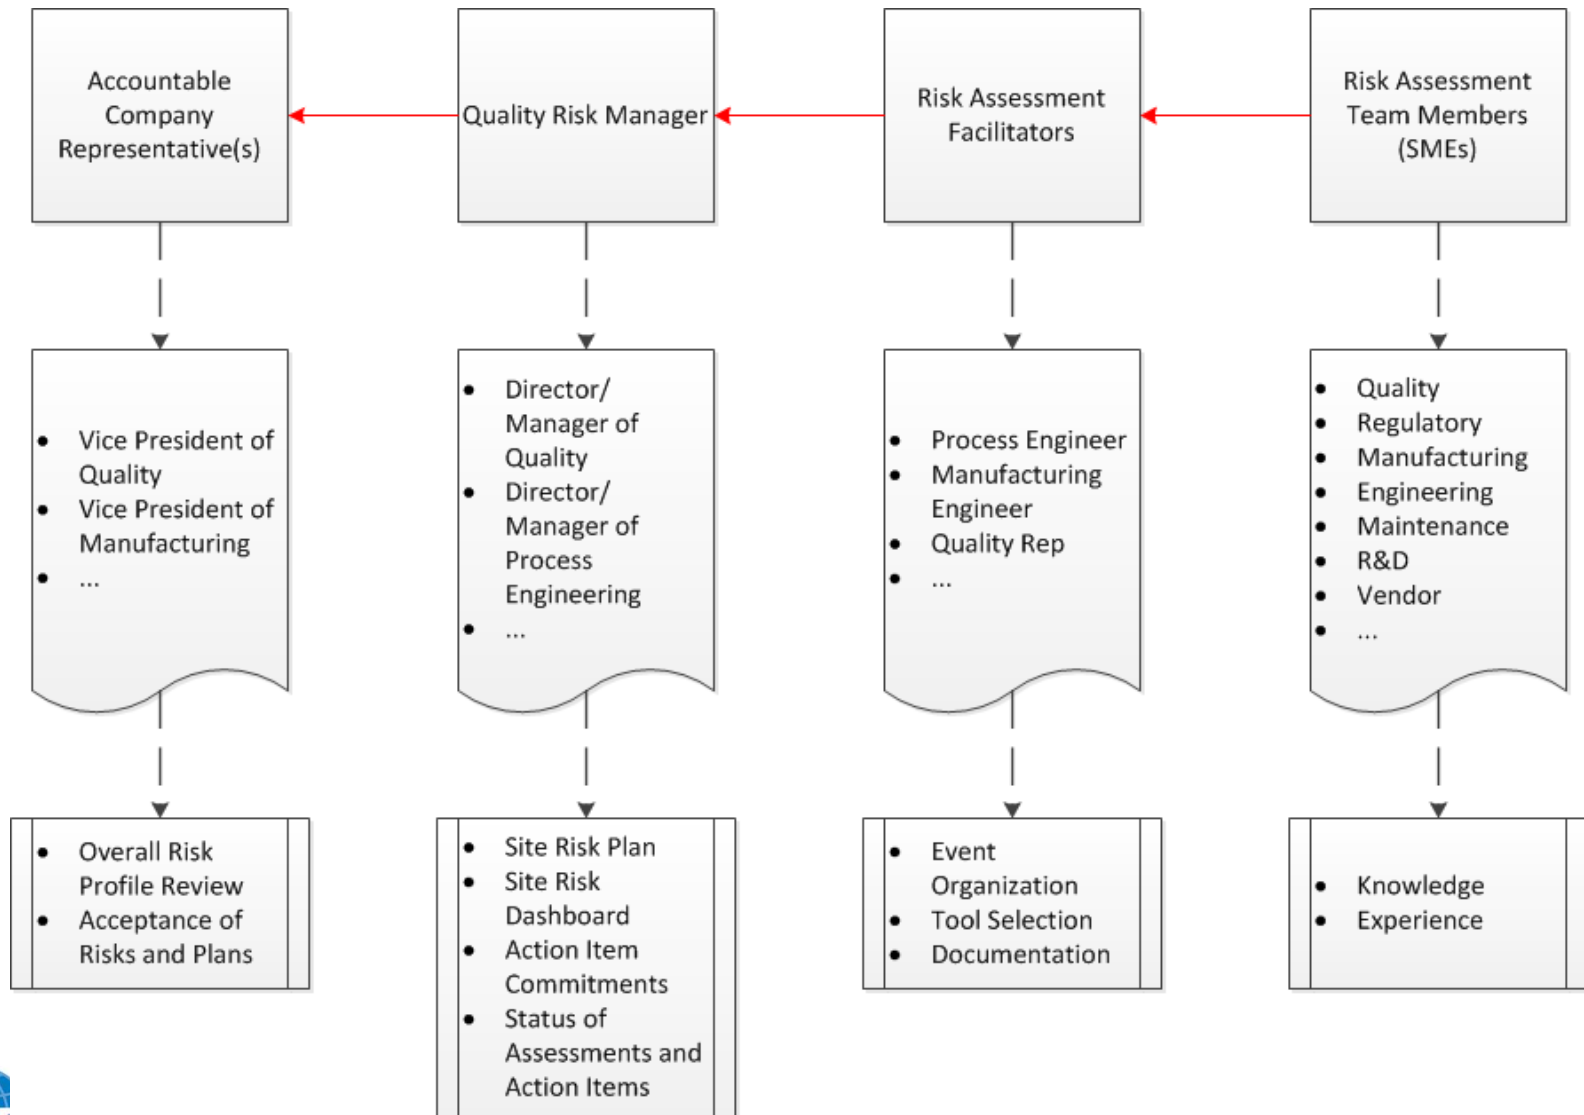 Accountable
Company
Representative(s)
Quality Risk Manager
Risk Assessment
Facilitators
Risk Assessment
Team Members
(SMEs)
• Vice President of
Quality
• Vice President of
Manufacturing
• ...
• Director/
Manager of
Quality
• Director/
Manager of
Process
Engineering
• ...
• Process Engineer
• Manufacturing
Engineer
• Quality Rep
• ...
• Quality
• Regulatory
• Manufacturing
• Engineering
• Maintenance
• R&D
• Vendor
• ...
• Overall Risk
Profile Review
• Acceptance of
Risks and Plans
• Site Risk Plan
• Site Risk
Dashboard
• Action Item
Commitments
• Status of
Assessments and
Action Items
• Event
Organization
• Tool Selection
• Documentation
• Knowledge
• Experience